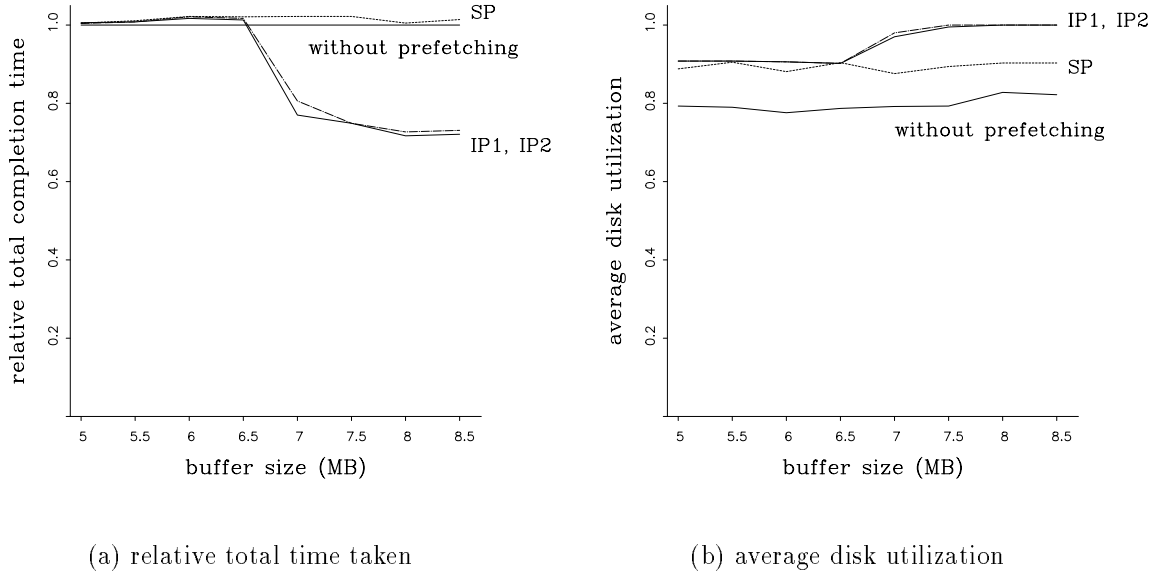 relative total completion time
1.0
0.8
0.6
0.4
0.2
SP
without prefetching
IP1, IP2
5 5.5 6 6.5 7 7.5 8 8.5
buffer size (MB)
(a) relative total time taken
average disk utilization
1.0
0.8
0.6
0.4
0.2
IP1, IP2
SP
without prefetching
5 5.5 6 6.5 7 7.5 8 8.5
buffer size (MB)
(b) average disk utilization